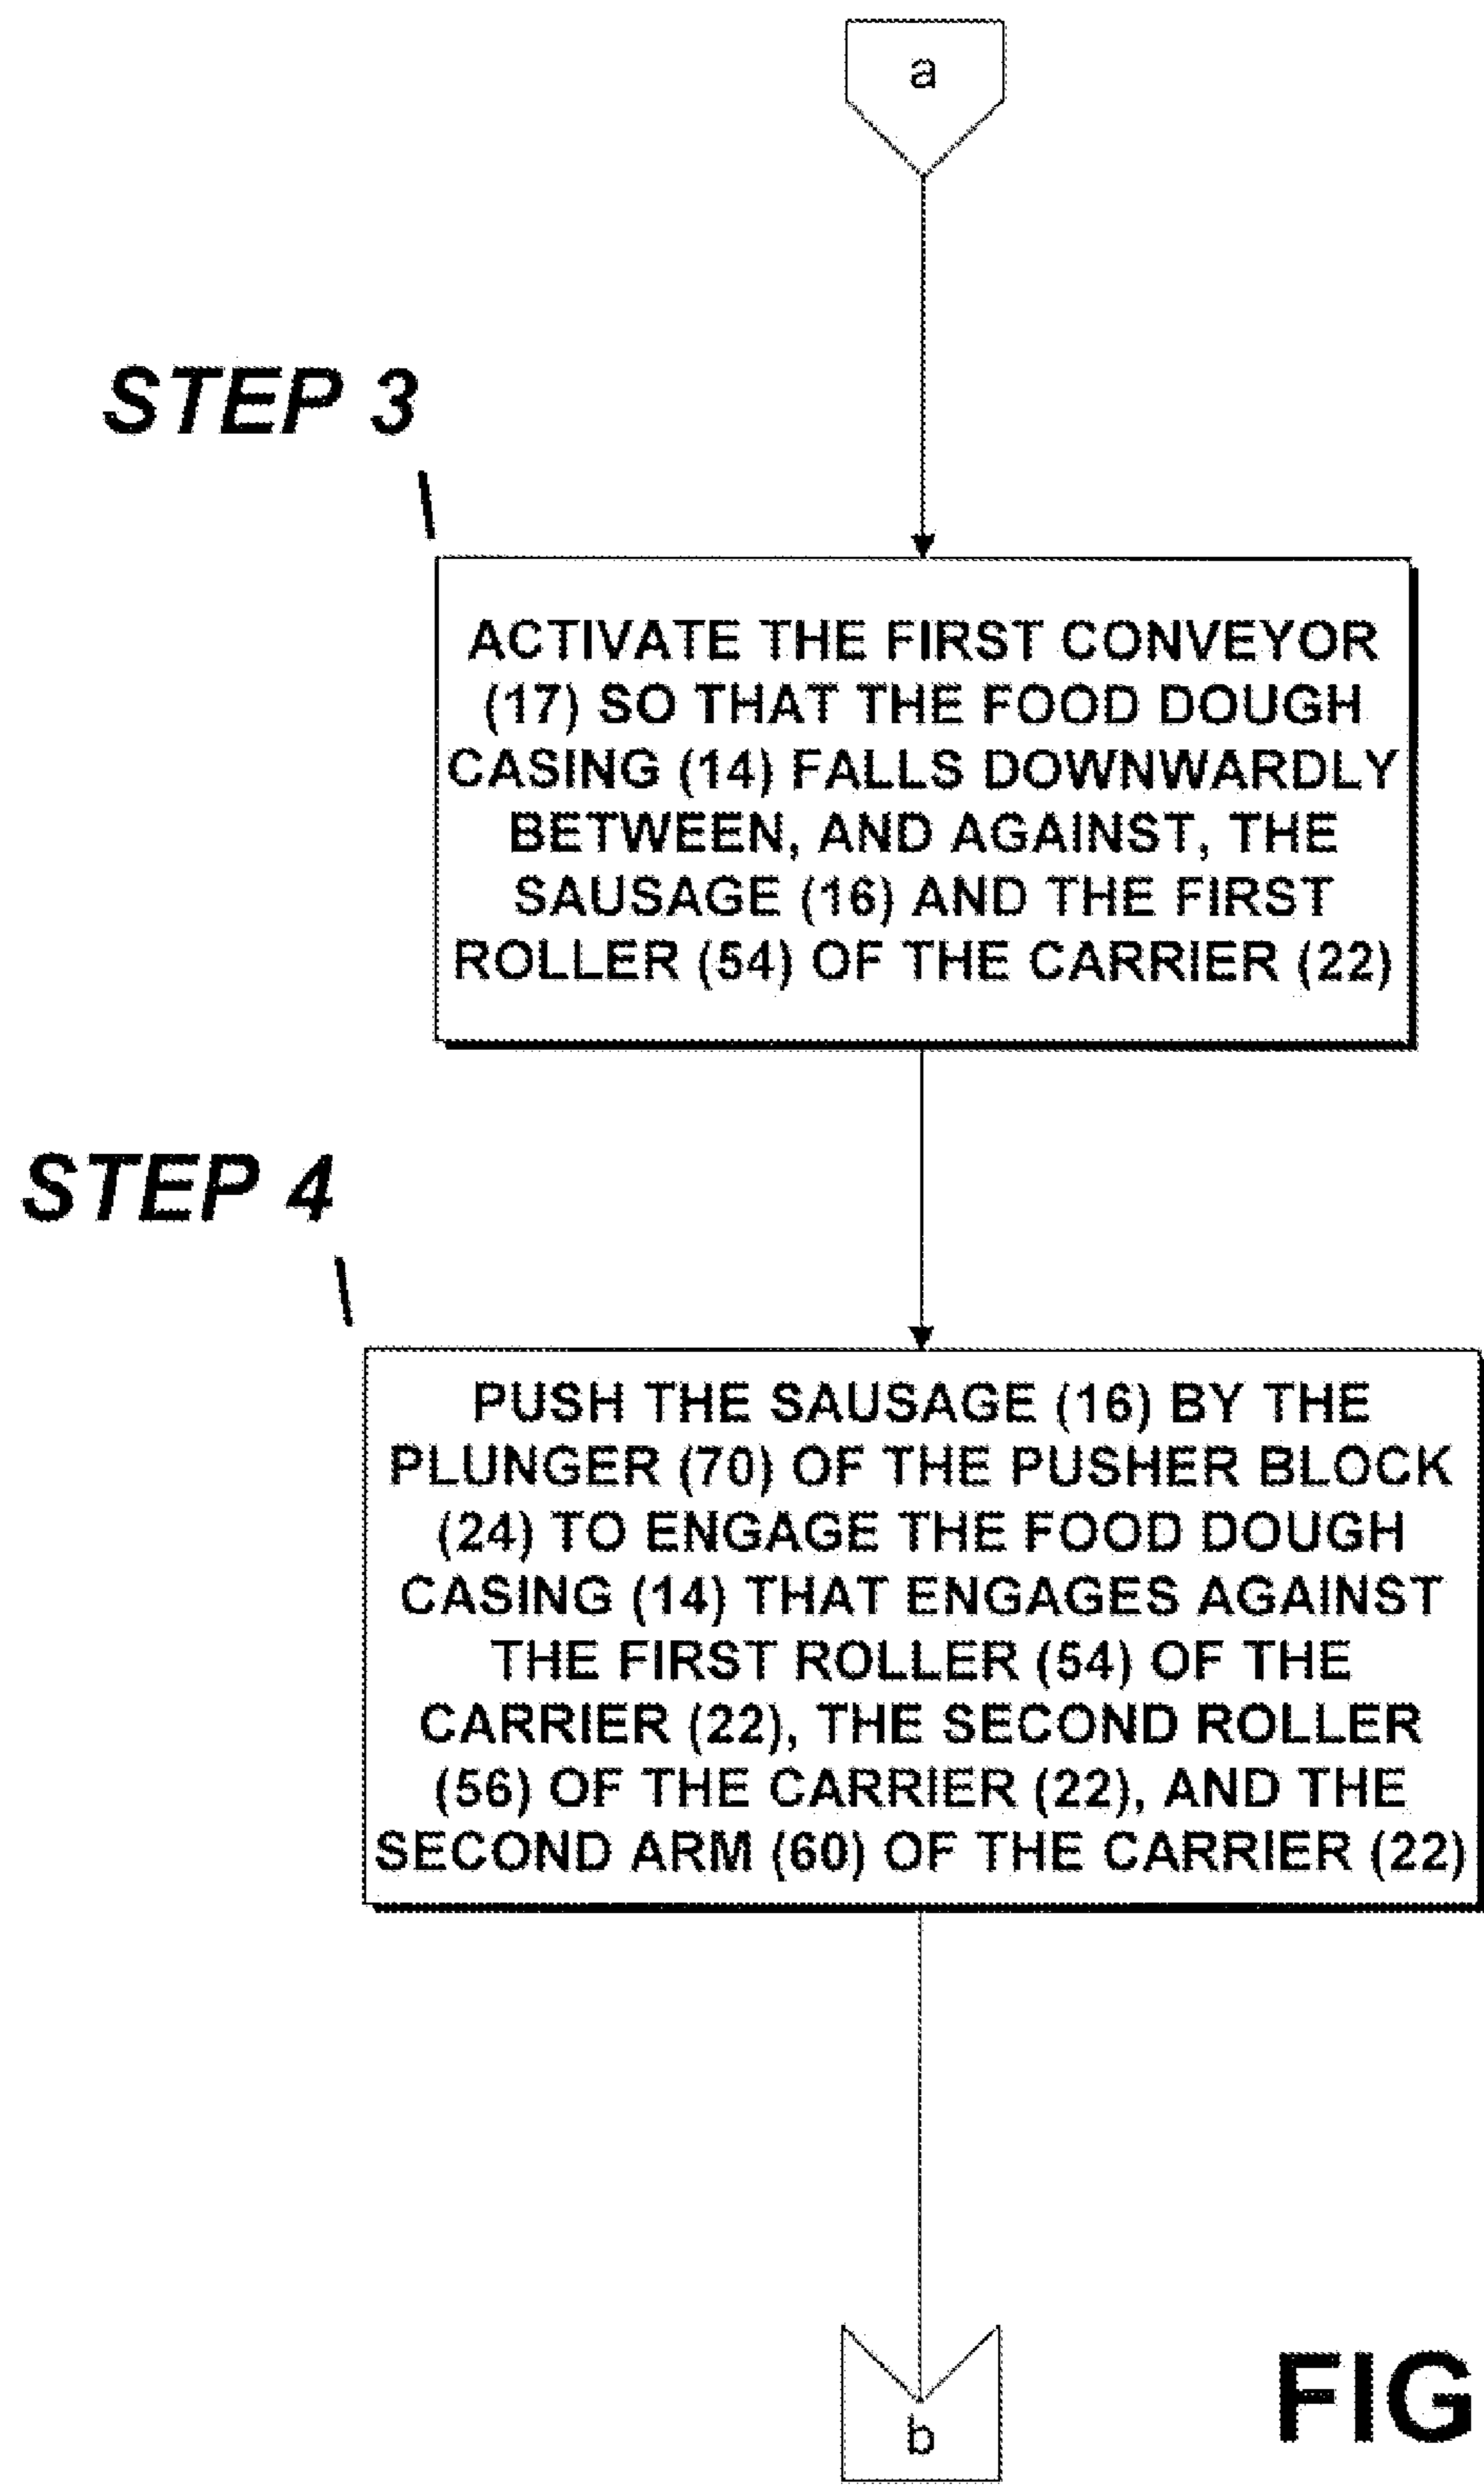 a
STEP 3
ACTIVATE THE FIRST CONVEYOR
(17) SO THAT THE FOOD DOUGH
CASING (14) FALLS DOWNWARDLY
BETWEEN, AND AGAINST, THE
SAUSAGE (16) AND THE FIRST
ROLLER (54) OF THE CARRIER (22)
STEP 4
PUSH THE SAUSAGE (16) BY THE
PLUNGER (70) OF THE PUSHER BLOCK
(24) TO ENGAGE THE FOOD DOUGH
CASING (14) THAT ENGAGES AGAINST
THE FIRST ROLLER (54) OF THE
CARRIER (22), THE SECOND ROLLER
(56) OF THE CARRIER (22), AND THE
SECOND ARM (60) OF THE CARRIER (22)
b
FIG